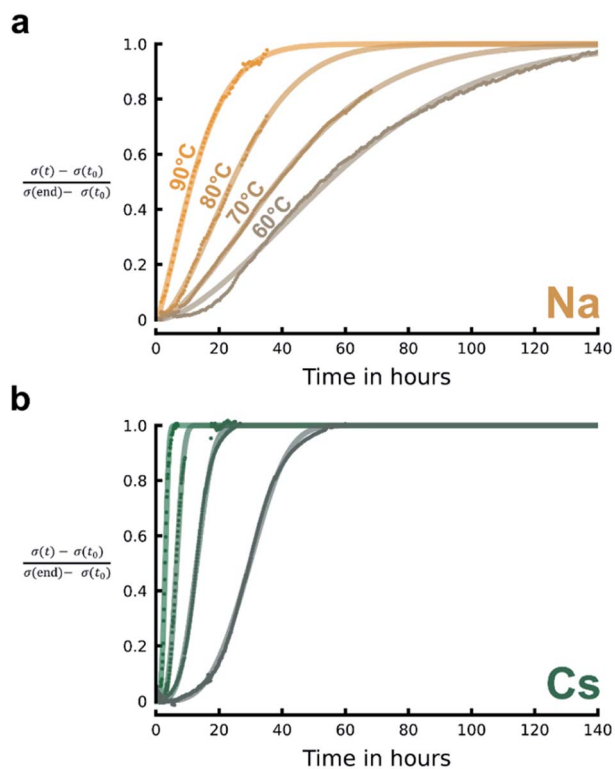 a
1.0
0.8
0.6
0.4
0.2
0
σ(t) − σ(t₀)
σ(end)− σ(t₀)
90°C
80°C
70°C
60°C
Na
0 20 40 60 80 100 120 140
Time in hours
b
1.0
0.8
0.6
0.4
0.2
0
σ(t) − σ(t₀)
σ(end)− σ(t₀)
Cs
0 20 40 60 80 100 120 140
Time in hours